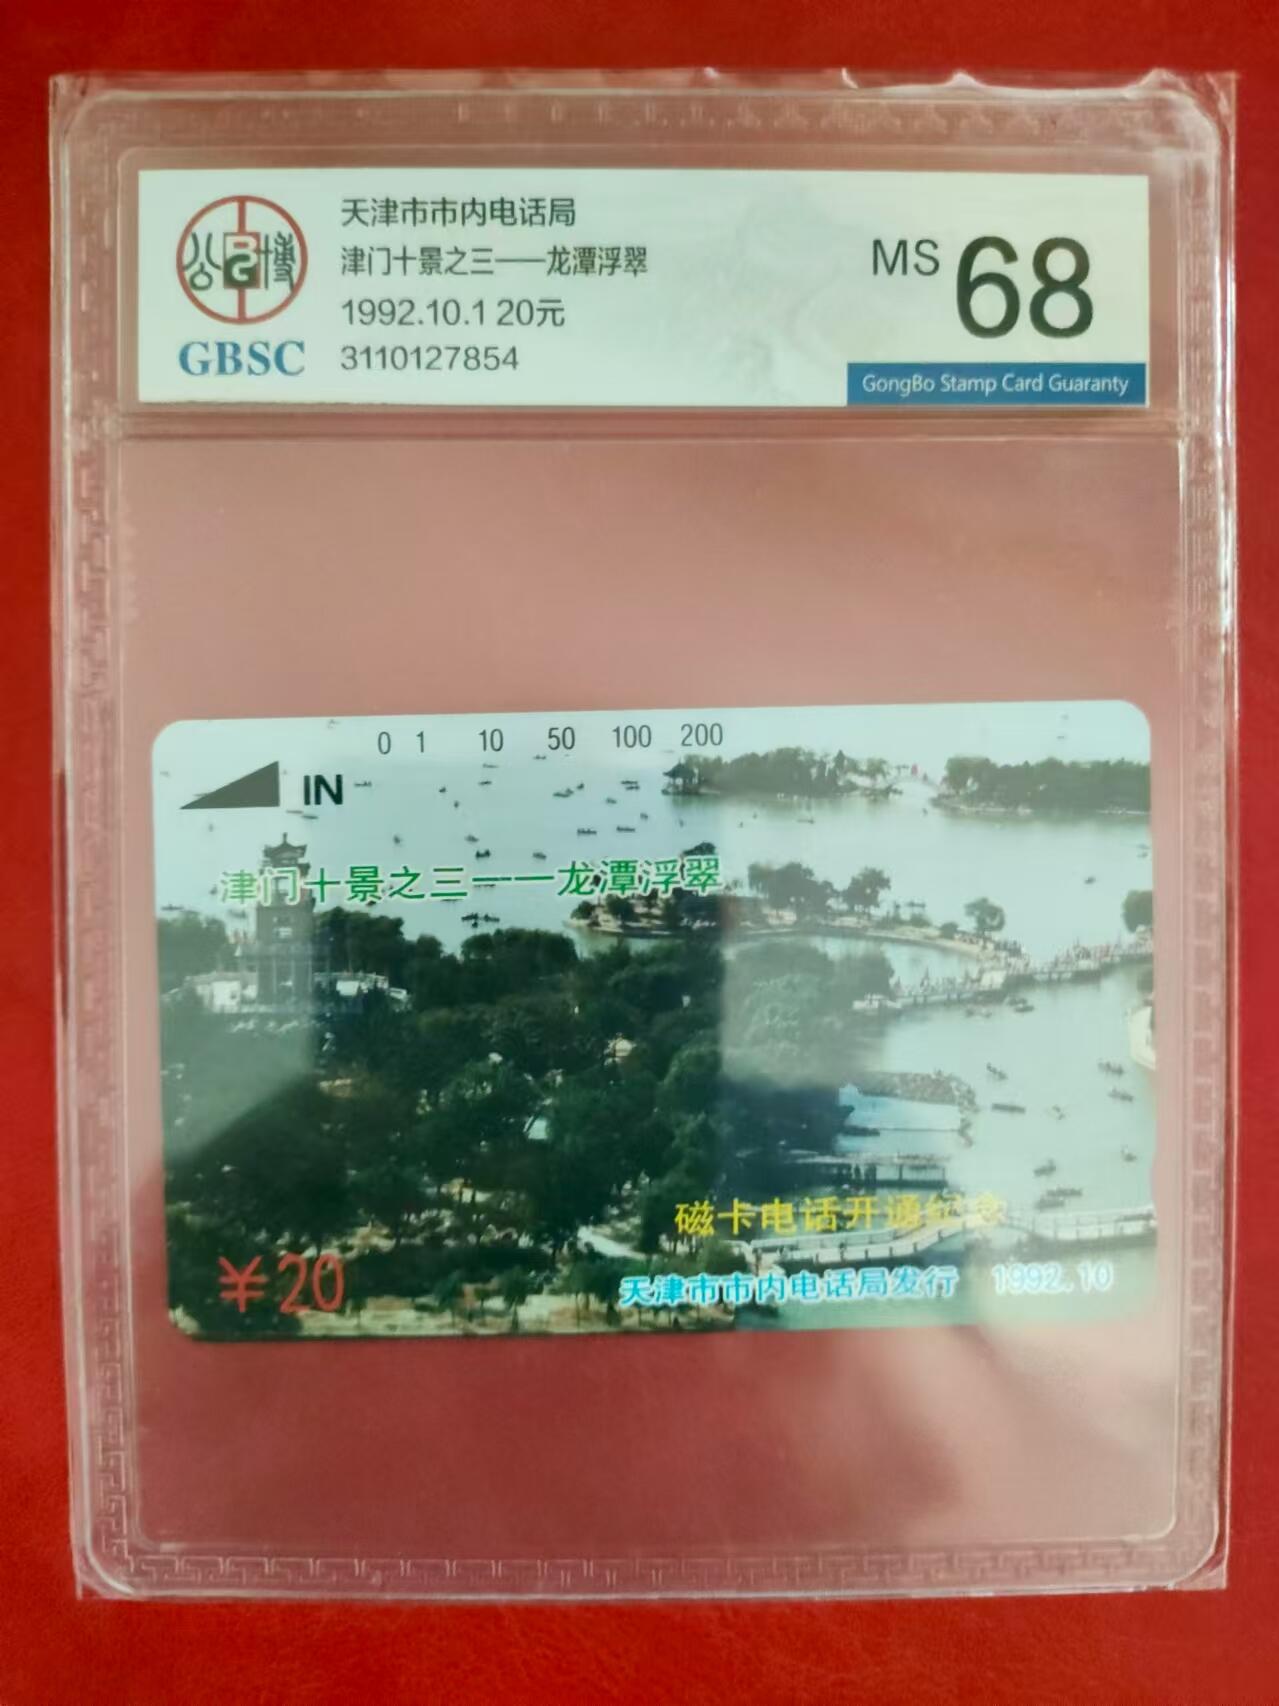 公博
BG
GBSC
天津市市内电话局
津门十景之三——龙潭浮翠
1992.10.1 20元
3110127854
MS 68
GongBo Stamp Card Guaranty
0 1 10 50 100 200
IN
津门十景之三——龙潭浮翠
磁卡电话开通纪念
¥20
天津市市内电话局发行 1992.10